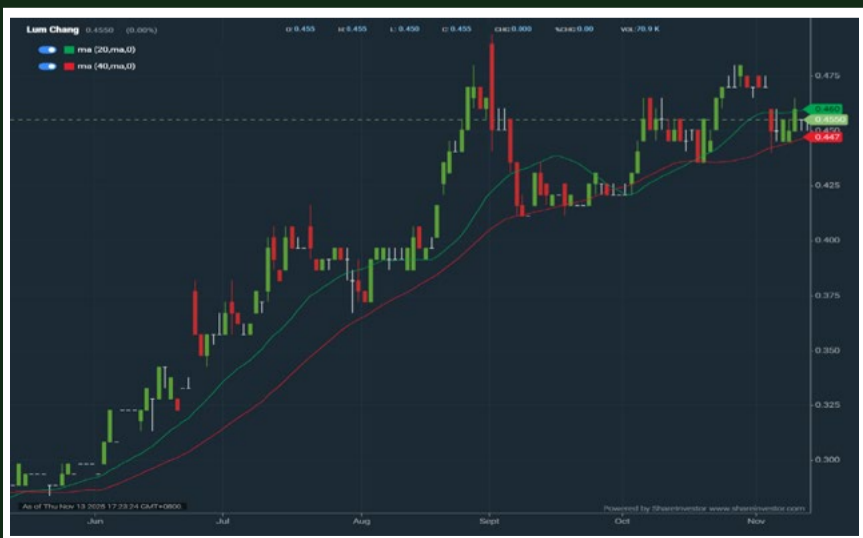 Lum Chang 0.4550 (0.00%) O:0.455 H:0.455 L: 0.450 C: 0.455 CHG:0.000 %CHG:0.00 VOL:70.9 K
ma (20,ma,0)
ma (40,ma,0)
0.475
0.460
0.4550
0.450
0.447
0.425
0.400
0.375
0.350
0.325
0.300
As of Thu Nov 13 2025 17:23:24 GMT+0800
Powered by ShareInvestor www.shareinvestor.com
Jun Jul Aug Sept Oct Nov